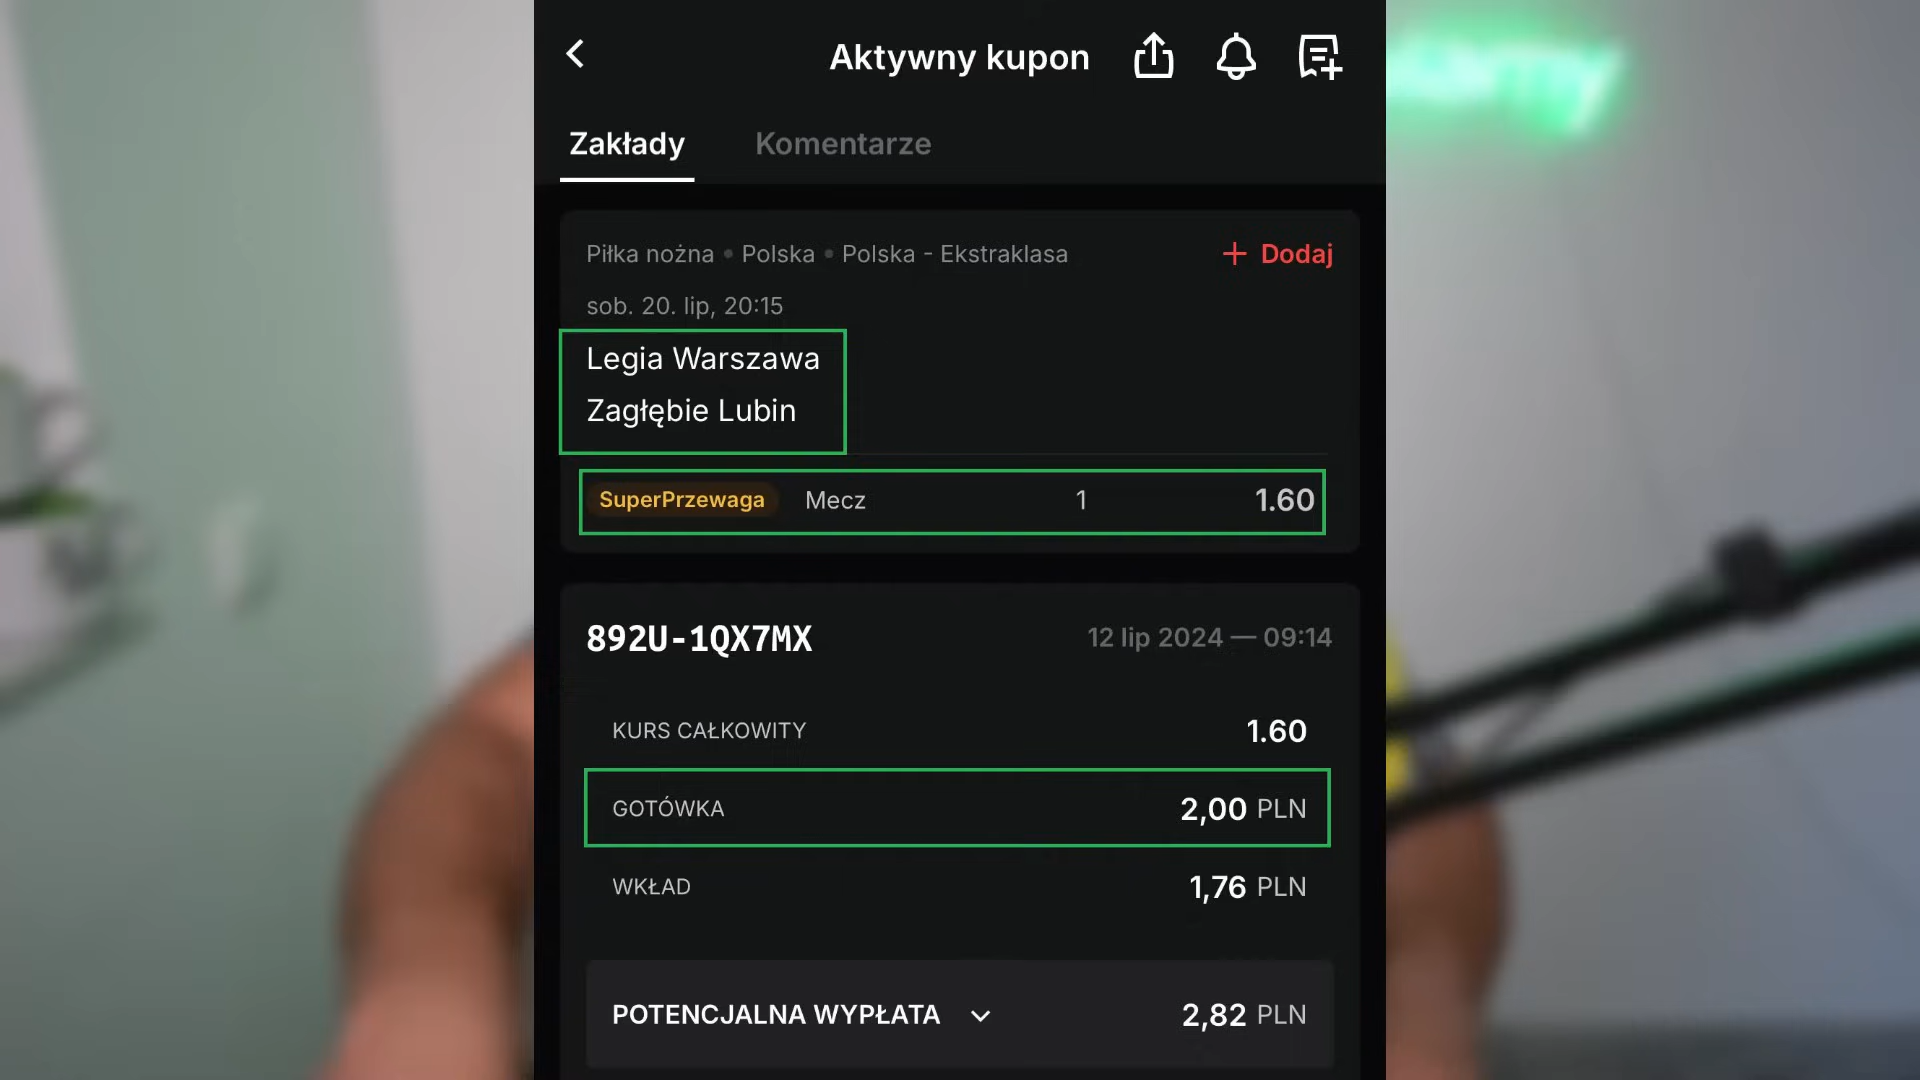 Aktywny kupon
Zakłady Komentarze
Piłka nożna • Polska • Polska - Ekstraklasa + Dodaj
sob. 20. lip, 20:15
Legia Warszawa
Zagłębie Lubin
SuperPrzewaga Mecz 1 1.60
892U-1QX7MX 12 lip 2024 — 09:14
KURS CAŁKOWITY 1.60
GOTÓWKA 2,00 PLN
WKŁAD 1,76 PLN
POTENCJALNA WYPŁATA 2,82 PLN